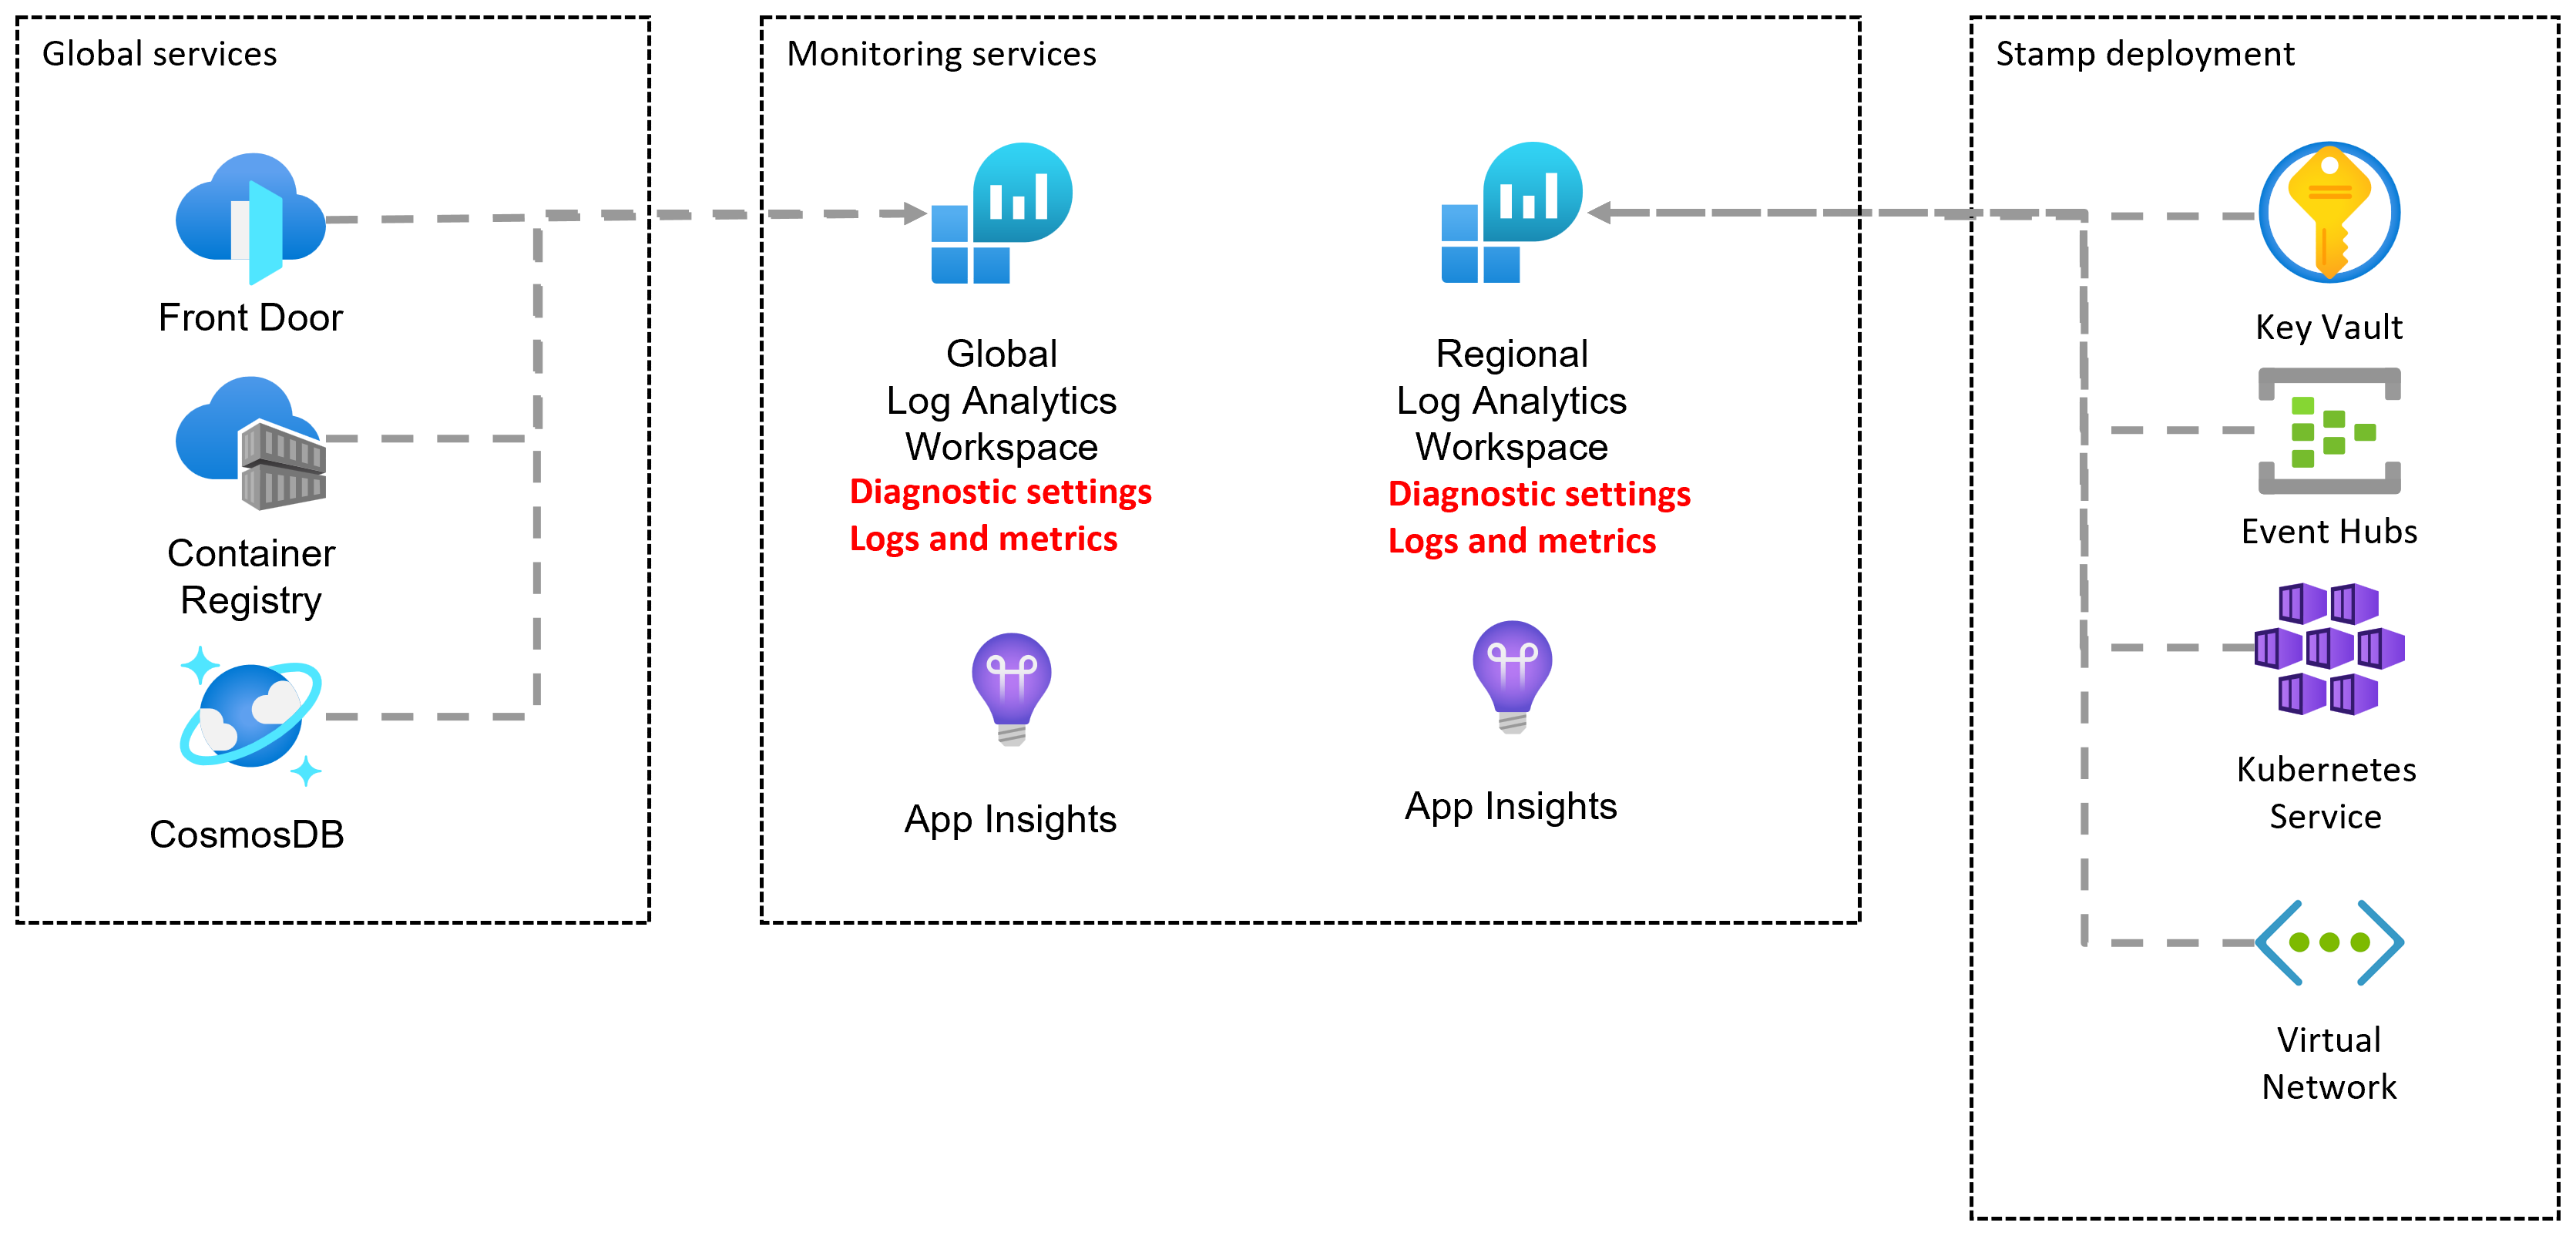 Global services
Front Door
Container
Registry
CosmosDB
Monitoring services
Global
Log Analytics
Workspace
Diagnostic settings
Logs and metrics
App Insights
Regional
Log Analytics
Workspace
Diagnostic settings
Logs and metrics
App Insights
Stamp deployment
Key Vault
Event Hubs
Kubernetes
Service
Virtual
Network